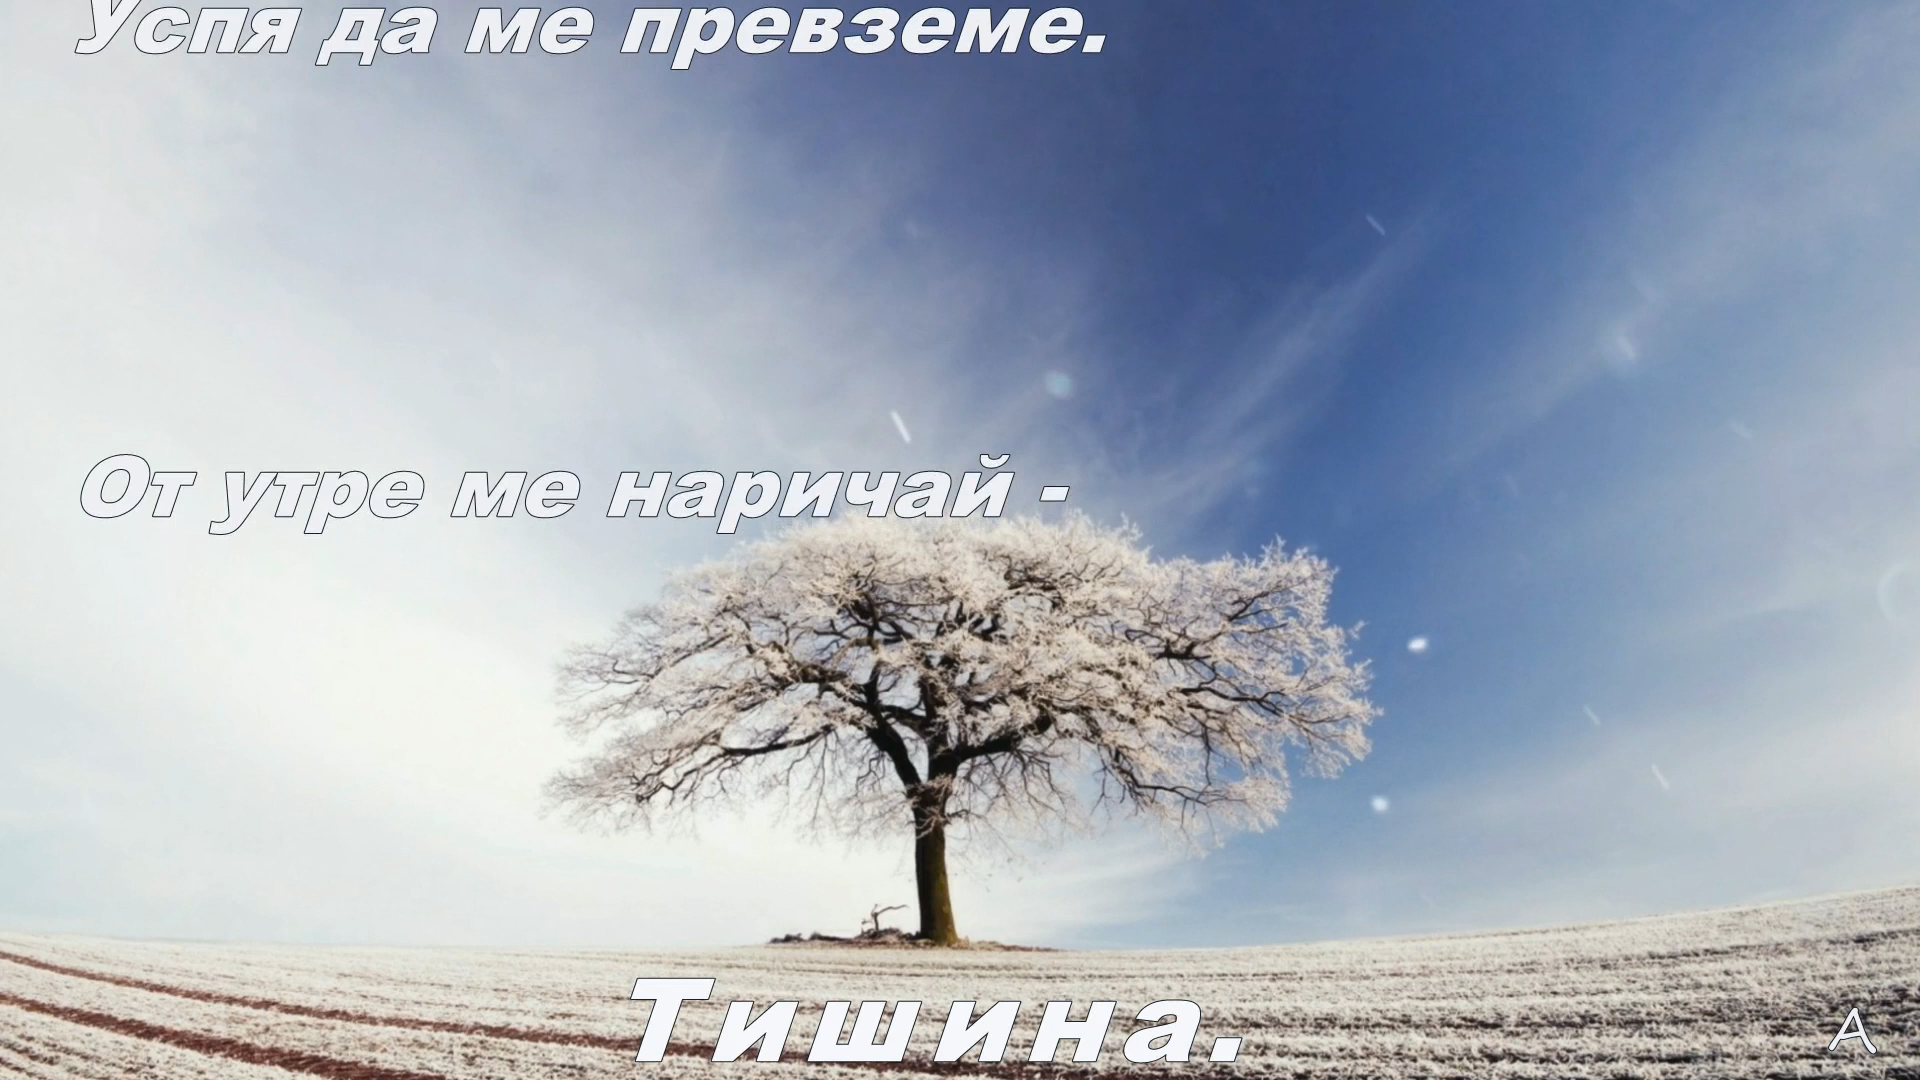 Успя да ме превземе.
От утре ме наричай -
Тишина.
A